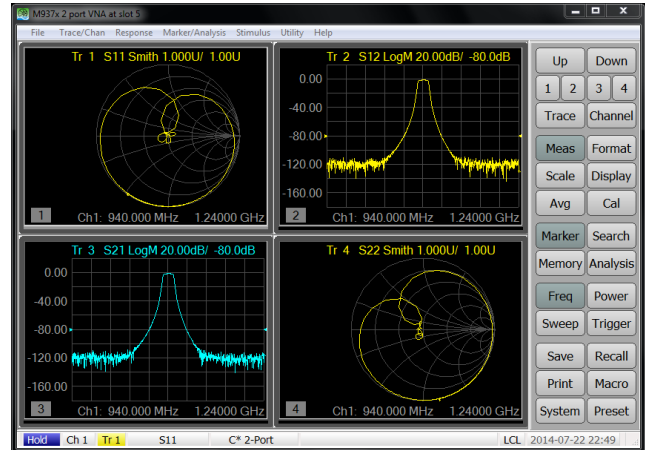 M937x 2 port VNA at slot 5
File Trace/Chan Response Marker/Analysis Stimulus Utility Help
Tr 1 S11 Smith 1.000U/ 1.00U
1 Ch1: 940.000 MHz 1.24000 GHz
Tr 2 S12 LogM 20.00dB/ -80.0dB
0.00
-40.00
-80.00
-120.00
-160.00
2 Ch1: 940.000 MHz 1.24000 GHz
Tr 3 S21 LogM 20.00dB/ -80.0dB
0.00
-40.00
-80.00
-120.00
-160.00
3 Ch1: 940.000 MHz 1.24000 GHz
Tr 4 S22 Smith 1.000U/ 1.00U
4 Ch1: 940.000 MHz 1.24000 GHz
Up Down
1 2 3 4
Trace Channel
Meas Format
Scale Display
Avg Cal
Marker Search
Memory Analysis
Freq Power
Sweep Trigger
Save Recall
Print Macro
System Preset
Hold Ch 1 Tr 1 S11 C* 2-Port LCL 2014-07-22 22:49